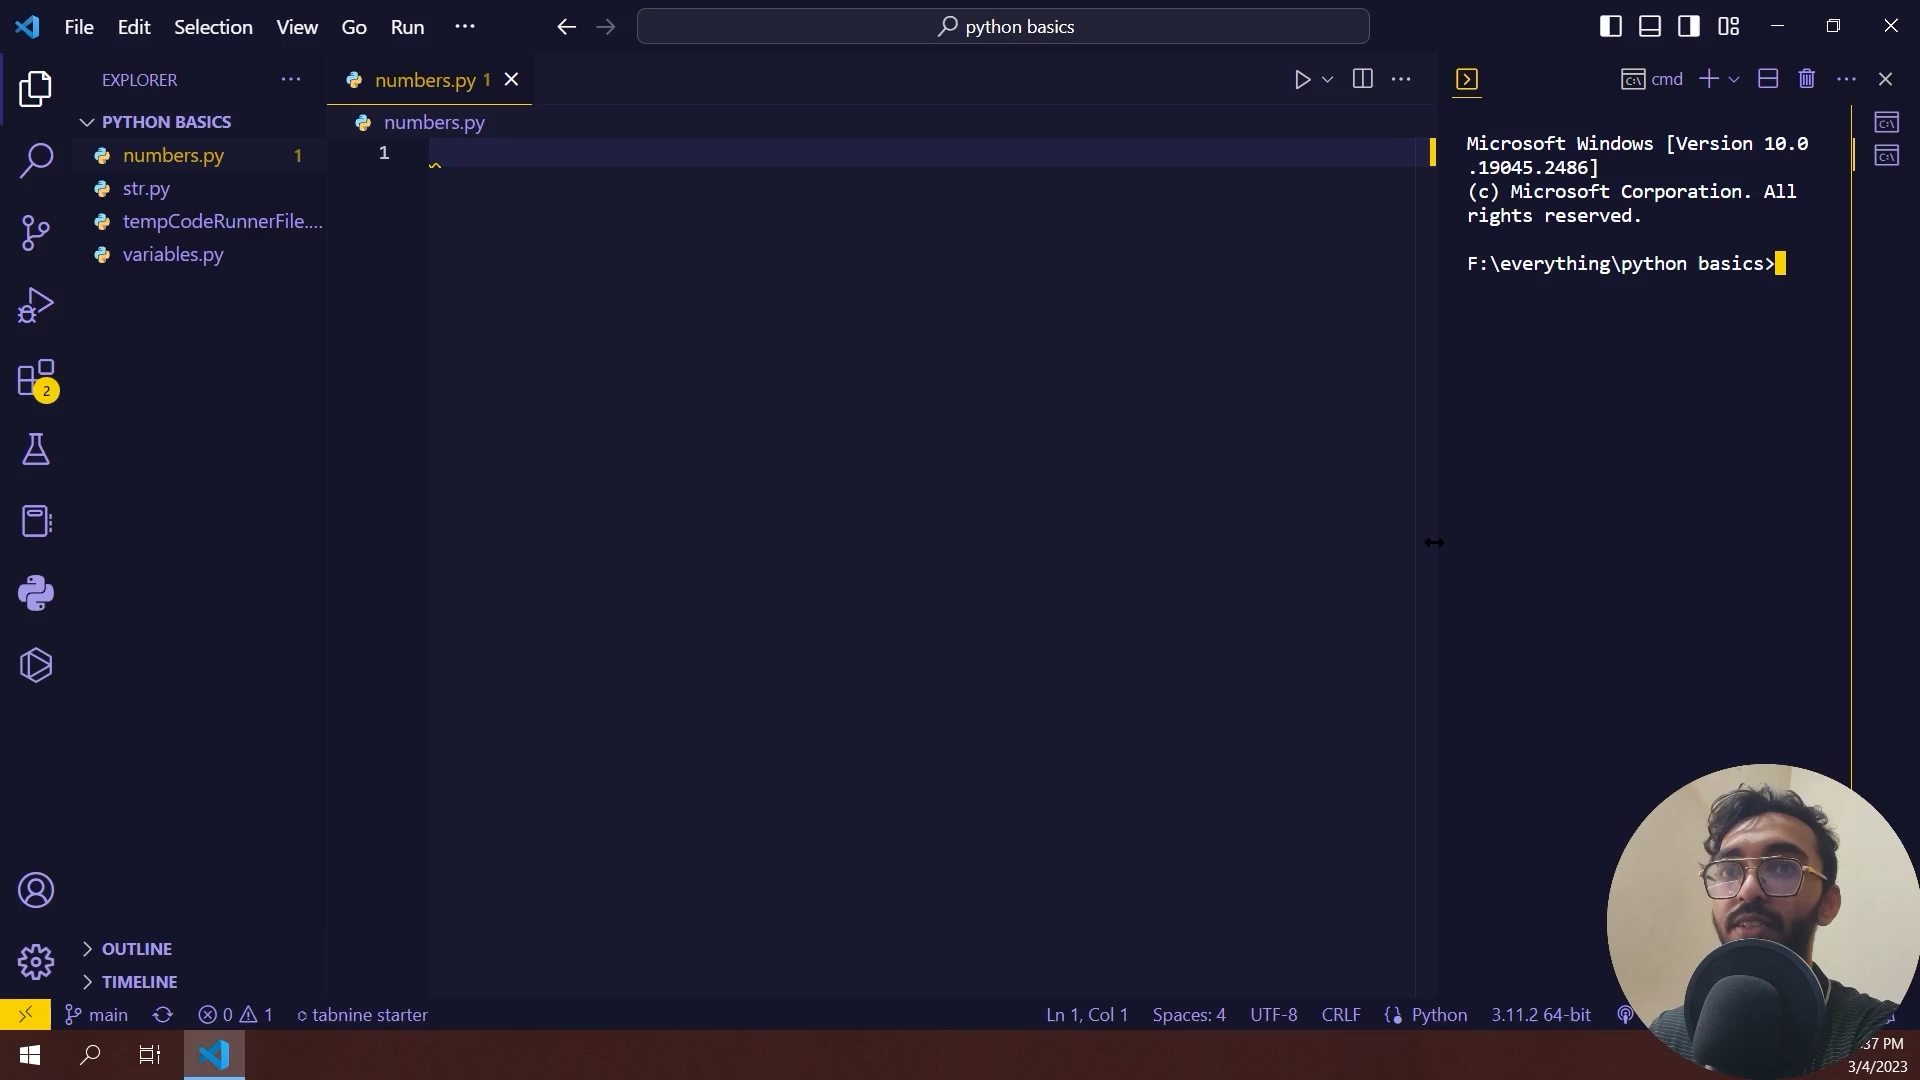 File Edit Selection View Go Run
python basics
EXPLORER
numbers.py 1
cmd
PYTHON BASICS
numbers.py 1
str.py
tempCodeRunnerFile....
variables.py
numbers.py
1
Microsoft Windows [Version 10.0
.19045.2486]
(c) Microsoft Corporation. All
rights reserved.
F:\everything\python basics>
2
OUTLINE
TIMELINE
main 0 1 tabnine starter
Ln 1, Col 1 Spaces: 4 UTF-8 CRLF Python 3.11.2 64-bit
:37 PM
3/4/2023